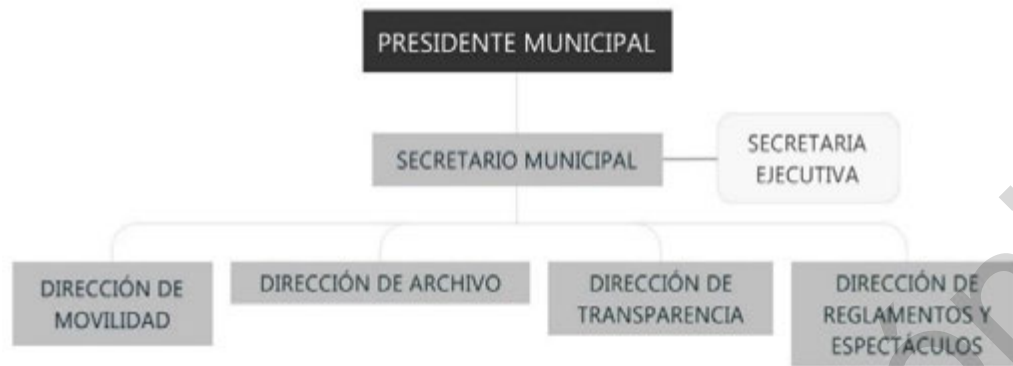 PRESIDENTE MUNICIPAL
SECRETARIO MUNICIPAL
SECRETARIA
EJECUTIVA
DIRECCIÓN DE
MOVILIDAD
DIRECCIÓN DE ARCHIVO
DIRECCIÓN DE
TRANSPARENCIA
DIRECCIÓN DE
REGLAMENTOS Y
ESPECTÁCULOS